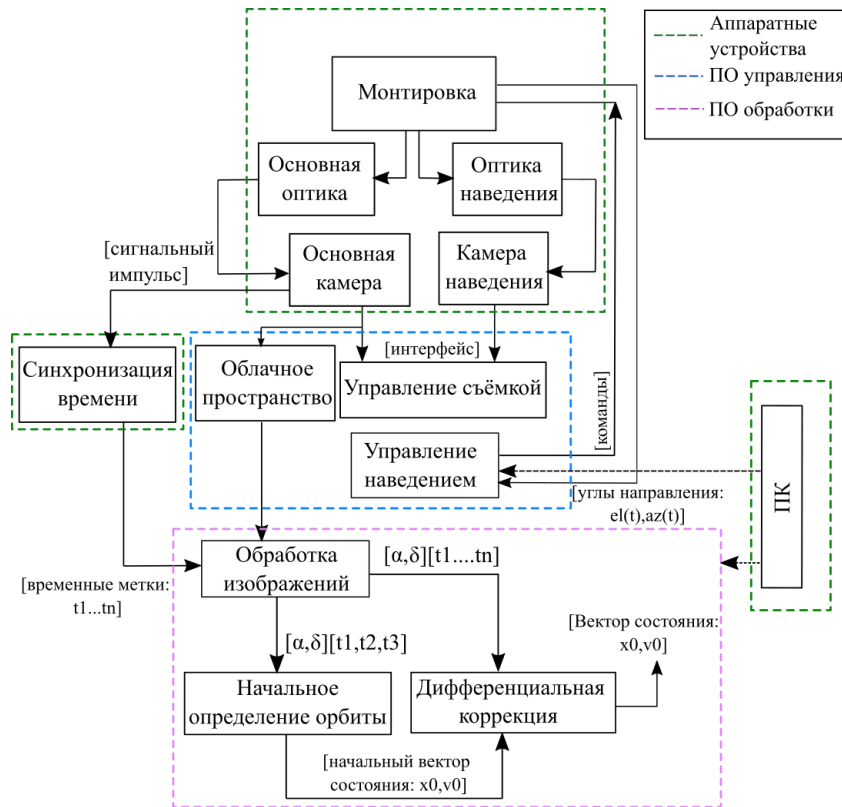 Аппаратные
устройства
ПО управления
ПО обработки
Монтировка
Основная
оптика
Оптика
наведения
[сигнальный
импульс]
Основная
камера
Камера
наведения
Синхронизация
времени
Облачное
пространство
[интерфейс]
Управление съёмкой
[команды]
Управление
наведением
ПК
[углы направления:
el(t),az(t)]
Обработка
изображений
[α,δ][t1....tn]
[временные метки:
t1...tn]
[α,δ][t1,t2,t3]
[Вектор состояния:
x0,v0]
Начальное
определение орбиты
Дифференциальная
коррекция
[начальный вектор
состояния: x0,v0]